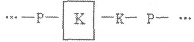 ··· — P — K — K — P — ···